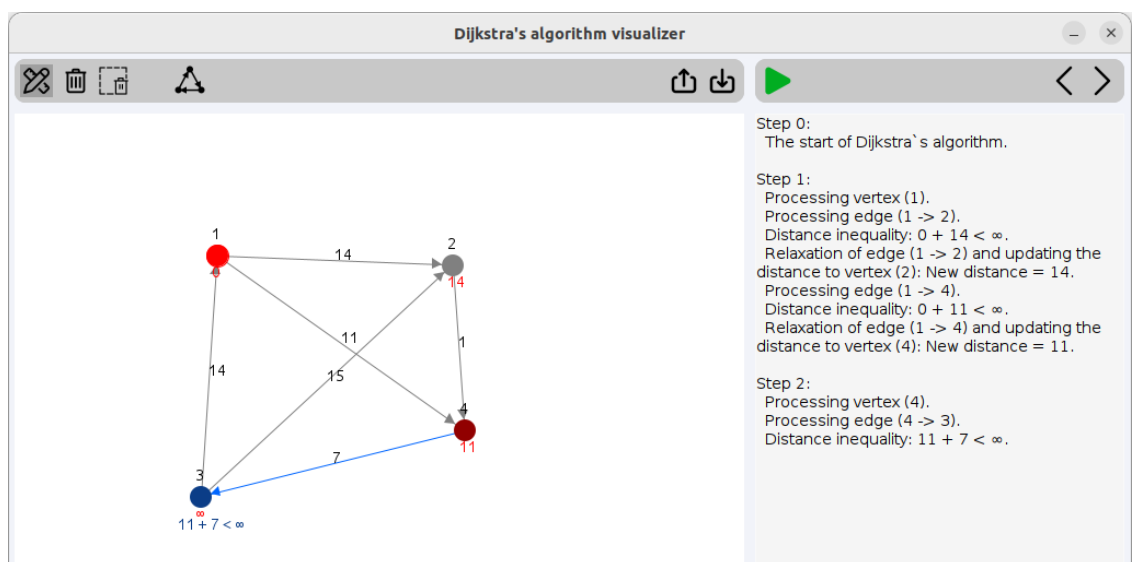 Dijkstra's algorithm visualizer
1
2
14
14
11
15
1
14
4
11
7
3
∞
11 + 7 < ∞
Step 0:
The start of Dijkstra`s algorithm.
Step 1:
Processing vertex (1).
Processing edge (1 -> 2).
Distance inequality: 0 + 14 < ∞.
Relaxation of edge (1 -> 2) and updating the
distance to vertex (2): New distance = 14.
Processing edge (1 -> 4).
Distance inequality: 0 + 11 < ∞.
Relaxation of edge (1 -> 4) and updating the
distance to vertex (4): New distance = 11.
Step 2:
Processing vertex (4).
Processing edge (4 -> 3).
Distance inequality: 11 + 7 < ∞.